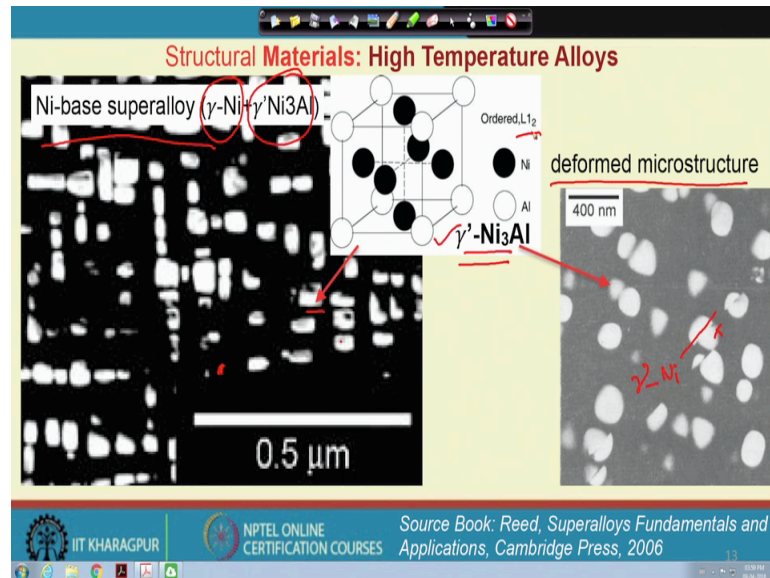 Structural Materials: High Temperature Alloys
Ni-base superalloy (γ-Ni+γ'Ni3Al)
Ordered,L1₂
Ni
Al
γ'-Ni₃Al
deformed microstructure
400 nm
γ'-Ni
0.5 μm
IIT KHARAGPUR
NPTEL ONLINE
CERTIFICATION COURSES
Source Book: Reed, Superalloys Fundamentals and
Applications, Cambridge Press, 2006
13